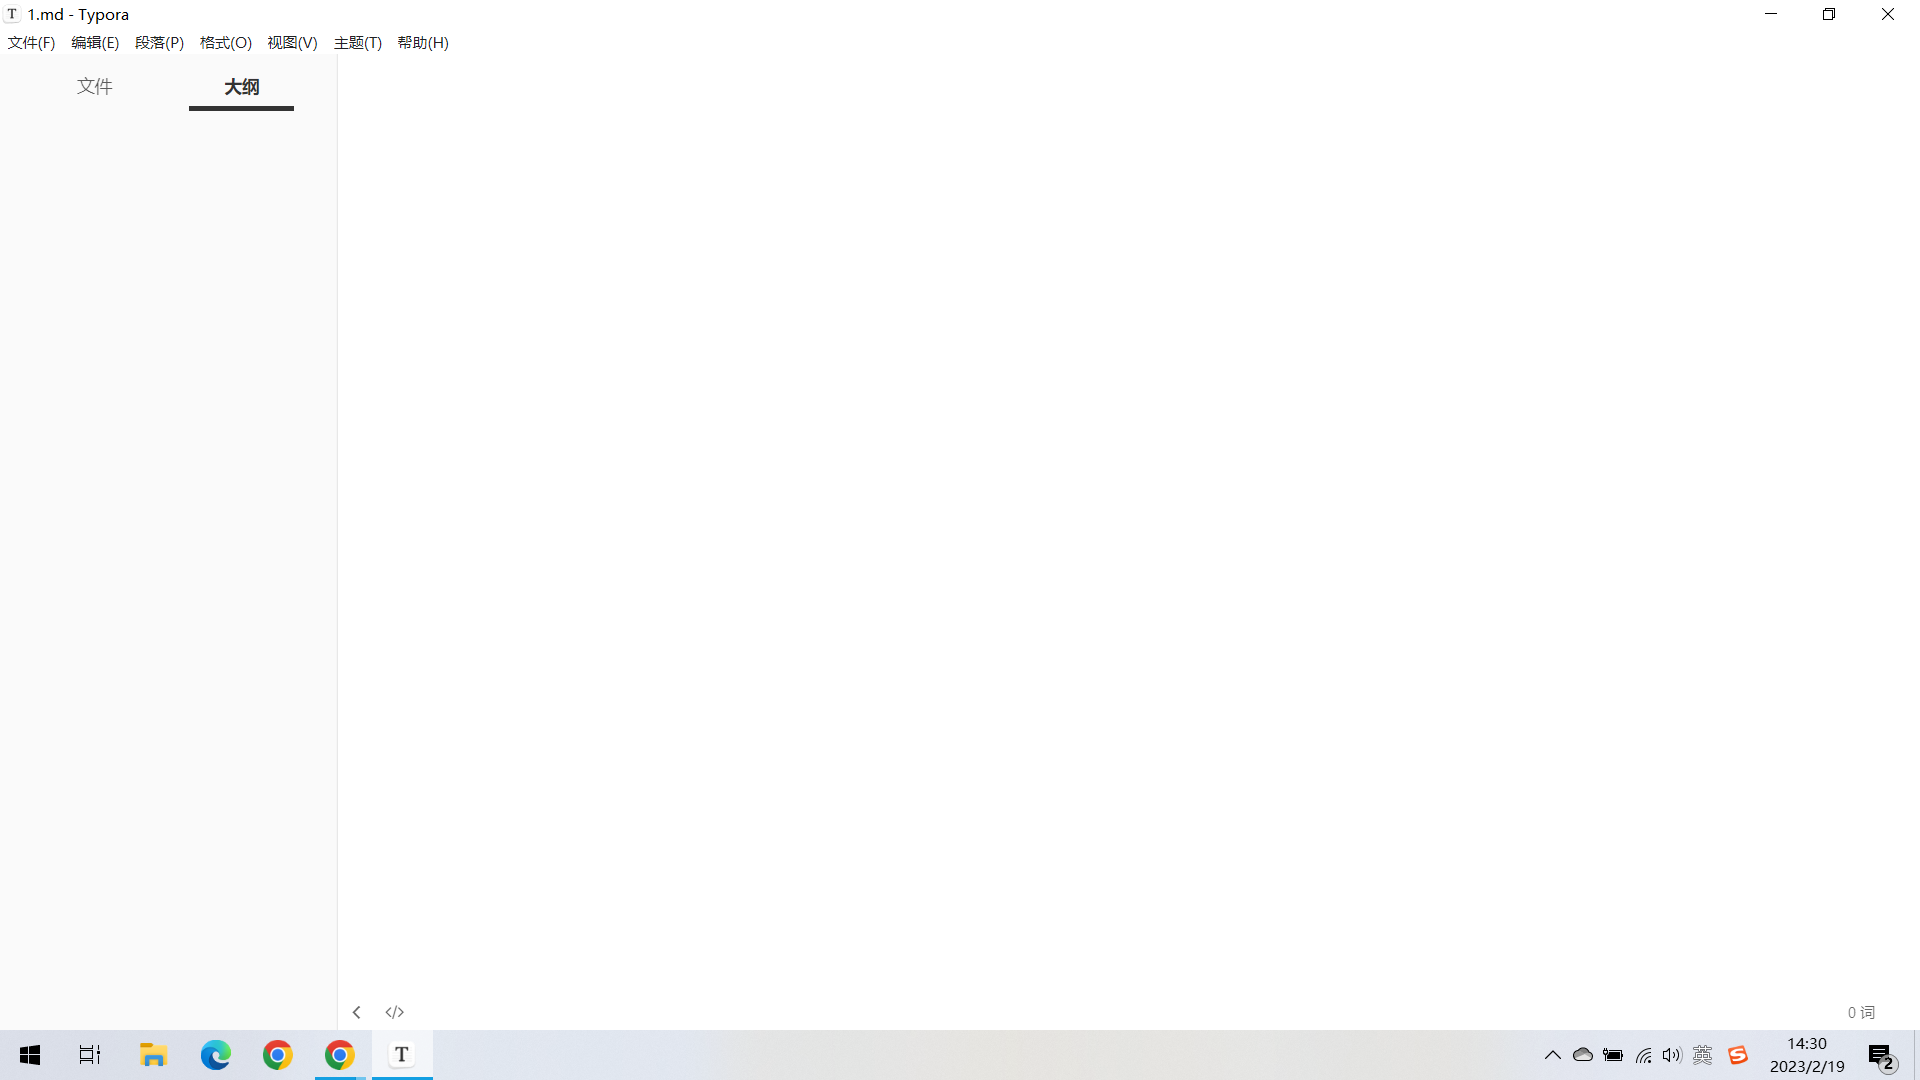 T 1.md - Typora
文件(F) 编辑(E) 段落(P) 格式(O) 视图(V) 主题(T) 帮助(H)
文件 大纲
</> 0 词
T
英 S
14:30
2023/2/19
2